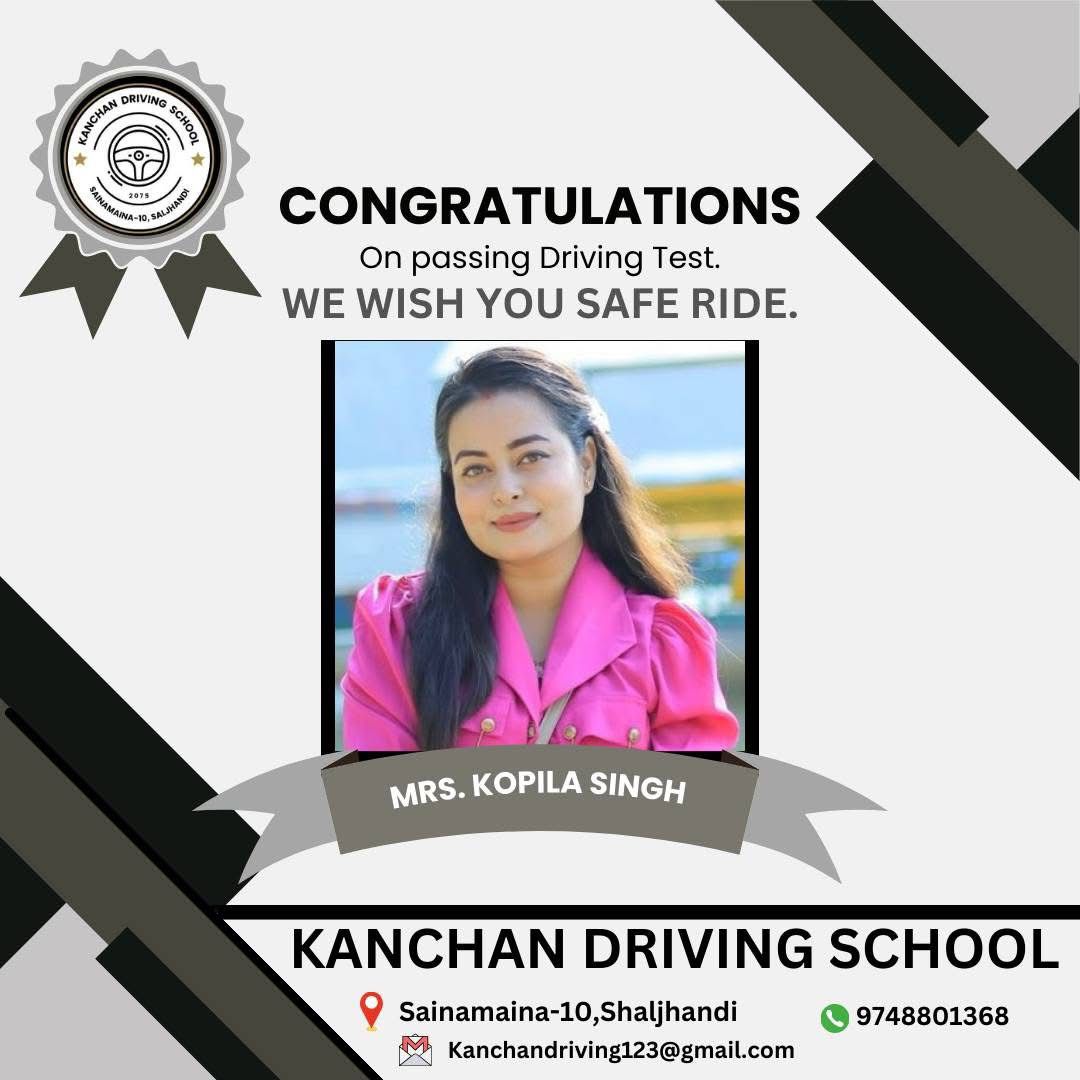 KANCHAN DRIVING SCHOOL
2075
SAINAMAINA-10, SALJHANDI
CONGRATULATIONS
On passing Driving Test.
WE WISH YOU SAFE RIDE.
MRS. KOPILA SINGH
KANCHAN DRIVING SCHOOL
Sainamaina-10,Shaljhandi
9748801368
Kanchandriving123@gmail.com